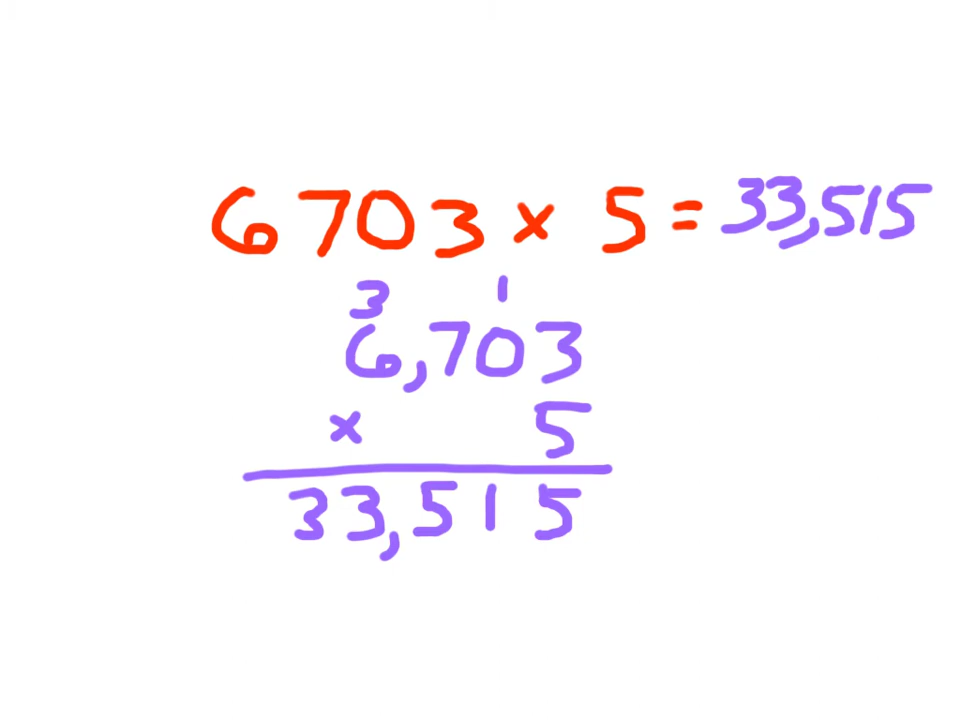 6703 × 5 = 33,515
3 1
6,703
× 5
33,515